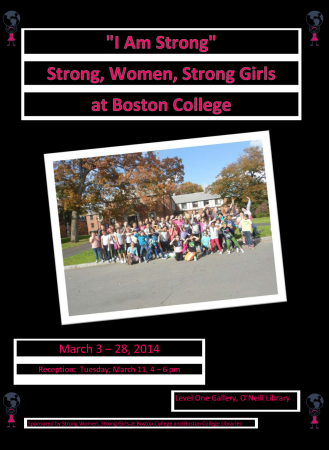 "I Am Strong"
Strong, Women, Strong Girls
at Boston College
March 3 – 28, 2014
Reception: Tuesday, March 11, 4 – 6 pm
Level One Gallery, O'Neill Library
Sponsored by Strong Women, Strong Girls at Boston College and Boston College Libraries